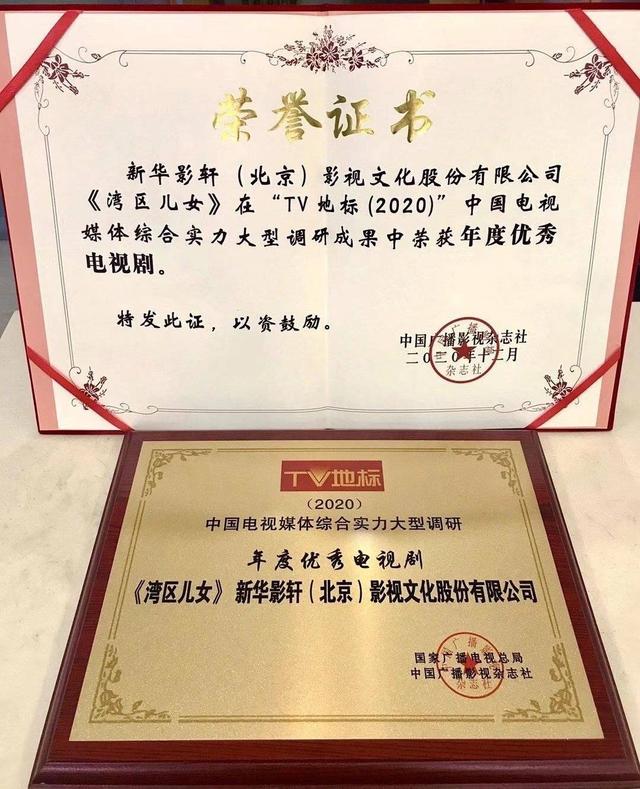 荣誉证书
新华影轩（北京）影视文化股份有限公司
《湾区儿女》在“TV地标(2020)”中国电视
媒体综合实力大型调研成果中荣获年度优秀
电视剧。
特发此证，以资鼓励。
中国广播影视杂志社
二〇二〇年十二月
杂志社
TV地标
（2020）
中国电视媒体综合实力大型调研
年度优秀电视剧
《湾区儿女》新华影轩（北京）影视文化股份有限公司
国家广播电视总局
中国广播影视杂志社
杂志社